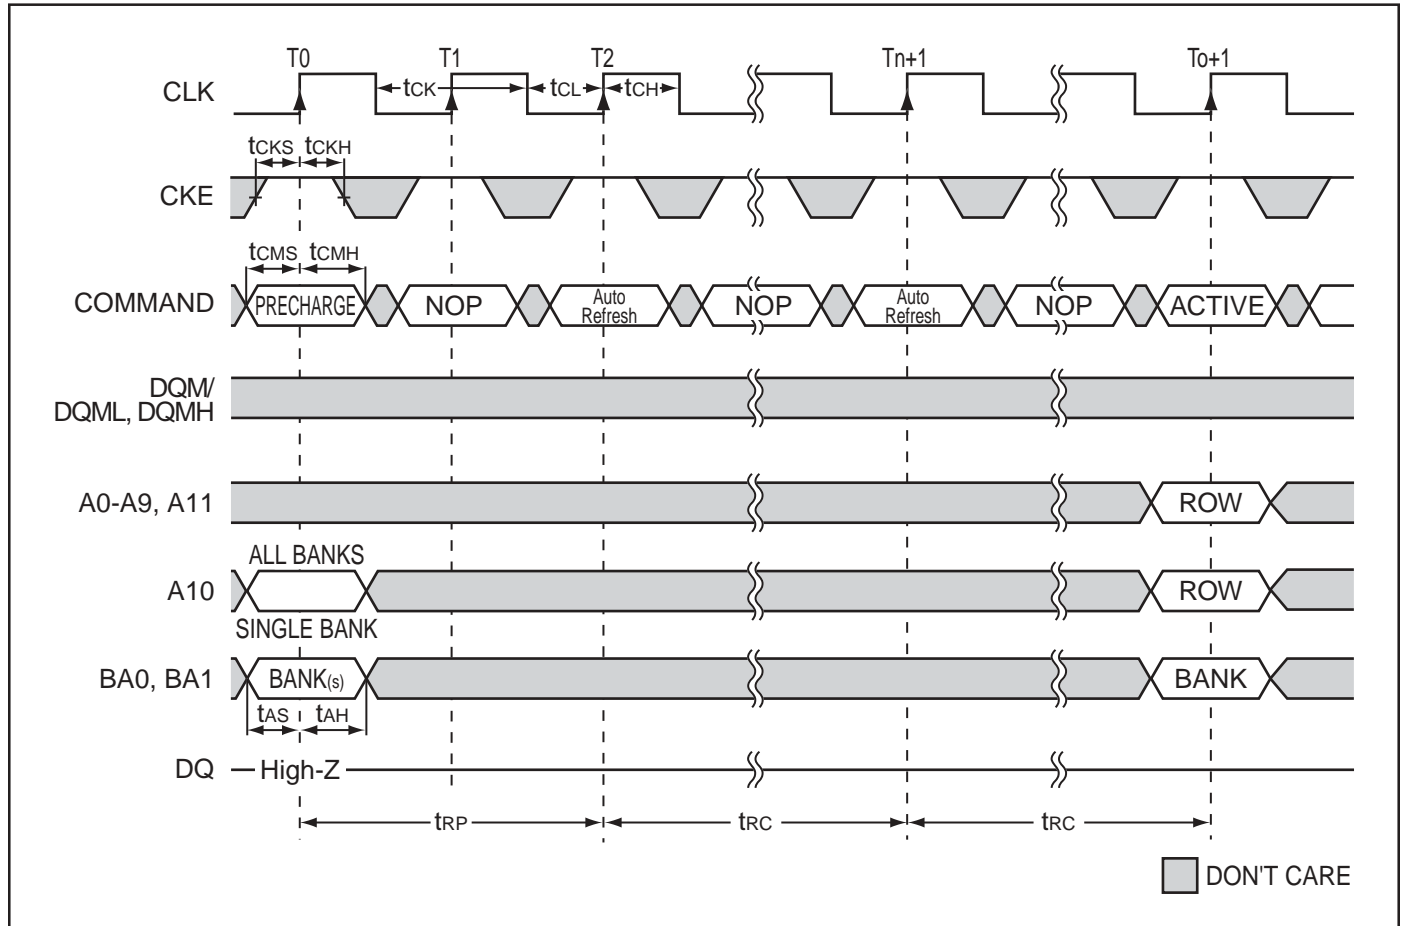 T0 T1 T2 Tn+1 To+1
CLK tCK tCL tCH
tCKS tCKH
CKE
tCMS tCMH
COMMAND PRECHARGE NOP Auto Refresh NOP Auto Refresh NOP ACTIVE
DQM/
DQML, DQMH
A0-A9, A11 ROW
ALL BANKS
A10 ROW
SINGLE BANK
BA0, BA1 BANK(s) BANK
tAS tAH
DQ High-Z
tRP tRC tRC
DON'T CARE